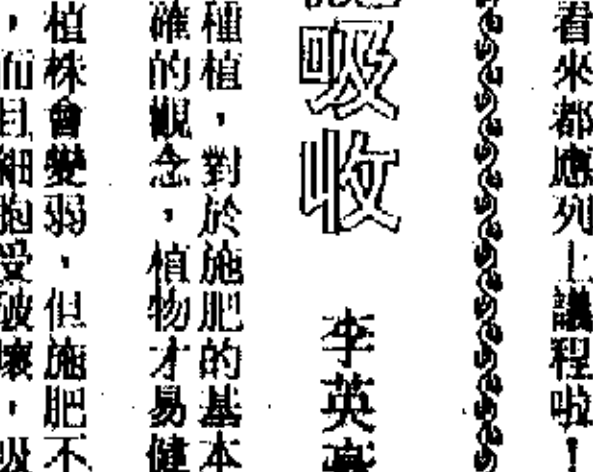 看來都應列上議程啦！
吸收 李英
種植，對於施肥的基本
確的觀念，植物才易健
植株會變弱，但施肥不
，而且細胞受破壞，吸